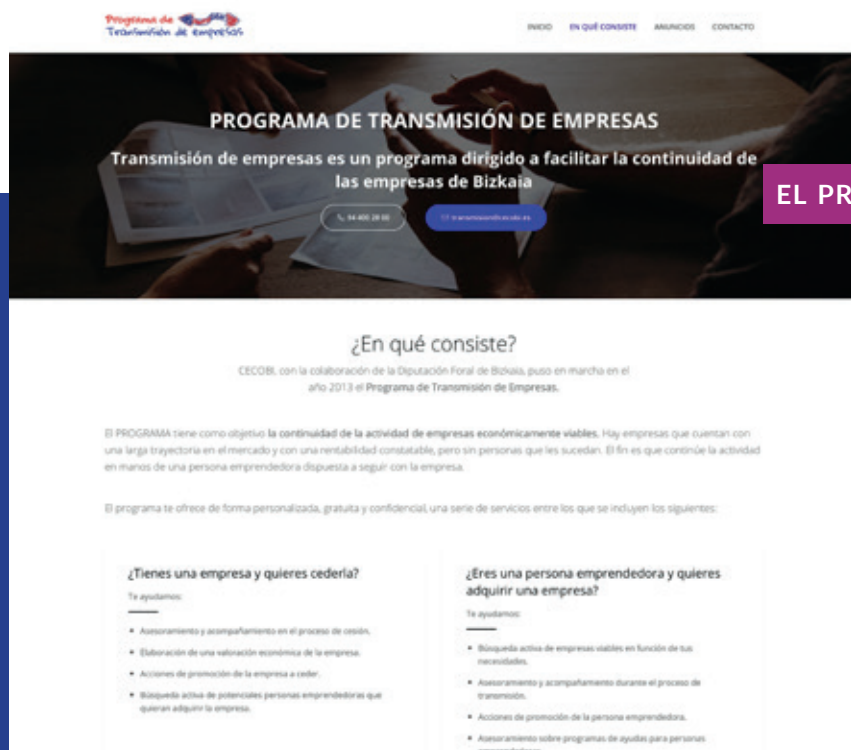 Programa de
Transmisión de empresas
INICIO EN QUÉ CONSISTE ANUNCIOS CONTACTO
PROGRAMA DE TRANSMISIÓN DE EMPRESAS
Transmisión de empresas es un programa dirigido a facilitar la continuidad de
las empresas de Bizkaia
EL PR
94 400 28 00
¿En qué consiste?
CECOBI, con la colaboración de la Diputación Foral de Bizkaia, puso en marcha en el
año 2013 el Programa de Transmisión de Empresas.
El PROGRAMA tiene como objetivo la continuidad de la actividad de empresas económicamente viables. Hay empresas que cuentan con
una larga trayectoria en el mercado y con una rentabilidad constatable, pero sin personas que les sucedan. El fin es que continúe la actividad
en manos de una persona emprendedora dispuesta a seguir con la empresa.
El programa te ofrece de forma personalizada, gratuita y confidencial, una serie de servicios entre los que se incluyen los siguientes:
¿Tienes una empresa y quieres cederla?
Te ayudamos:
• Asesoramiento y acompañamiento en el proceso de cesión.
• Elaboración de una valoración económica de la empresa.
• Acciones de promoción de la empresa a ceder.
• Búsqueda activa de potenciales personas emprendedoras que
quieran adquirir la empresa.
¿Eres una persona emprendedora y quieres
adquirir una empresa?
Te ayudamos:
• Búsqueda activa de empresas viables en función de tus
necesidades.
• Asesoramiento y acompañamiento durante el proceso de
transmisión.
• Acciones de promoción de la persona emprendedora.
• Asesoramiento sobre programas de ayudas para personas